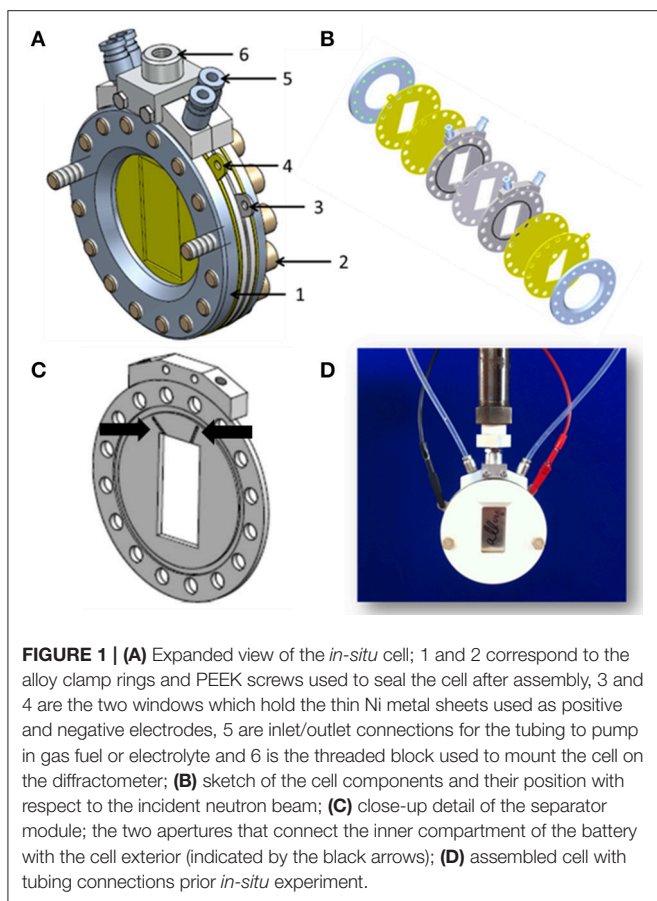 A
B
6
5
4
3
2
1
C
D
FIGURE 1 | (A) Expanded view of the in-situ cell; 1 and 2 correspond to the
alloy clamp rings and PEEK screws used to seal the cell after assembly, 3 and
4 are the two windows which hold the thin Ni metal sheets used as positive
and negative electrodes, 5 are inlet/outlet connections for the tubing to pump
in gas fuel or electrolyte and 6 is the threaded block used to mount the cell on
the diffractometer; (B) sketch of the cell components and their position with
respect to the incident neutron beam; (C) close-up detail of the separator
module; the two apertures that connect the inner compartment of the battery
with the cell exterior (indicated by the black arrows); (D) assembled cell with
tubing connections prior in-situ experiment.